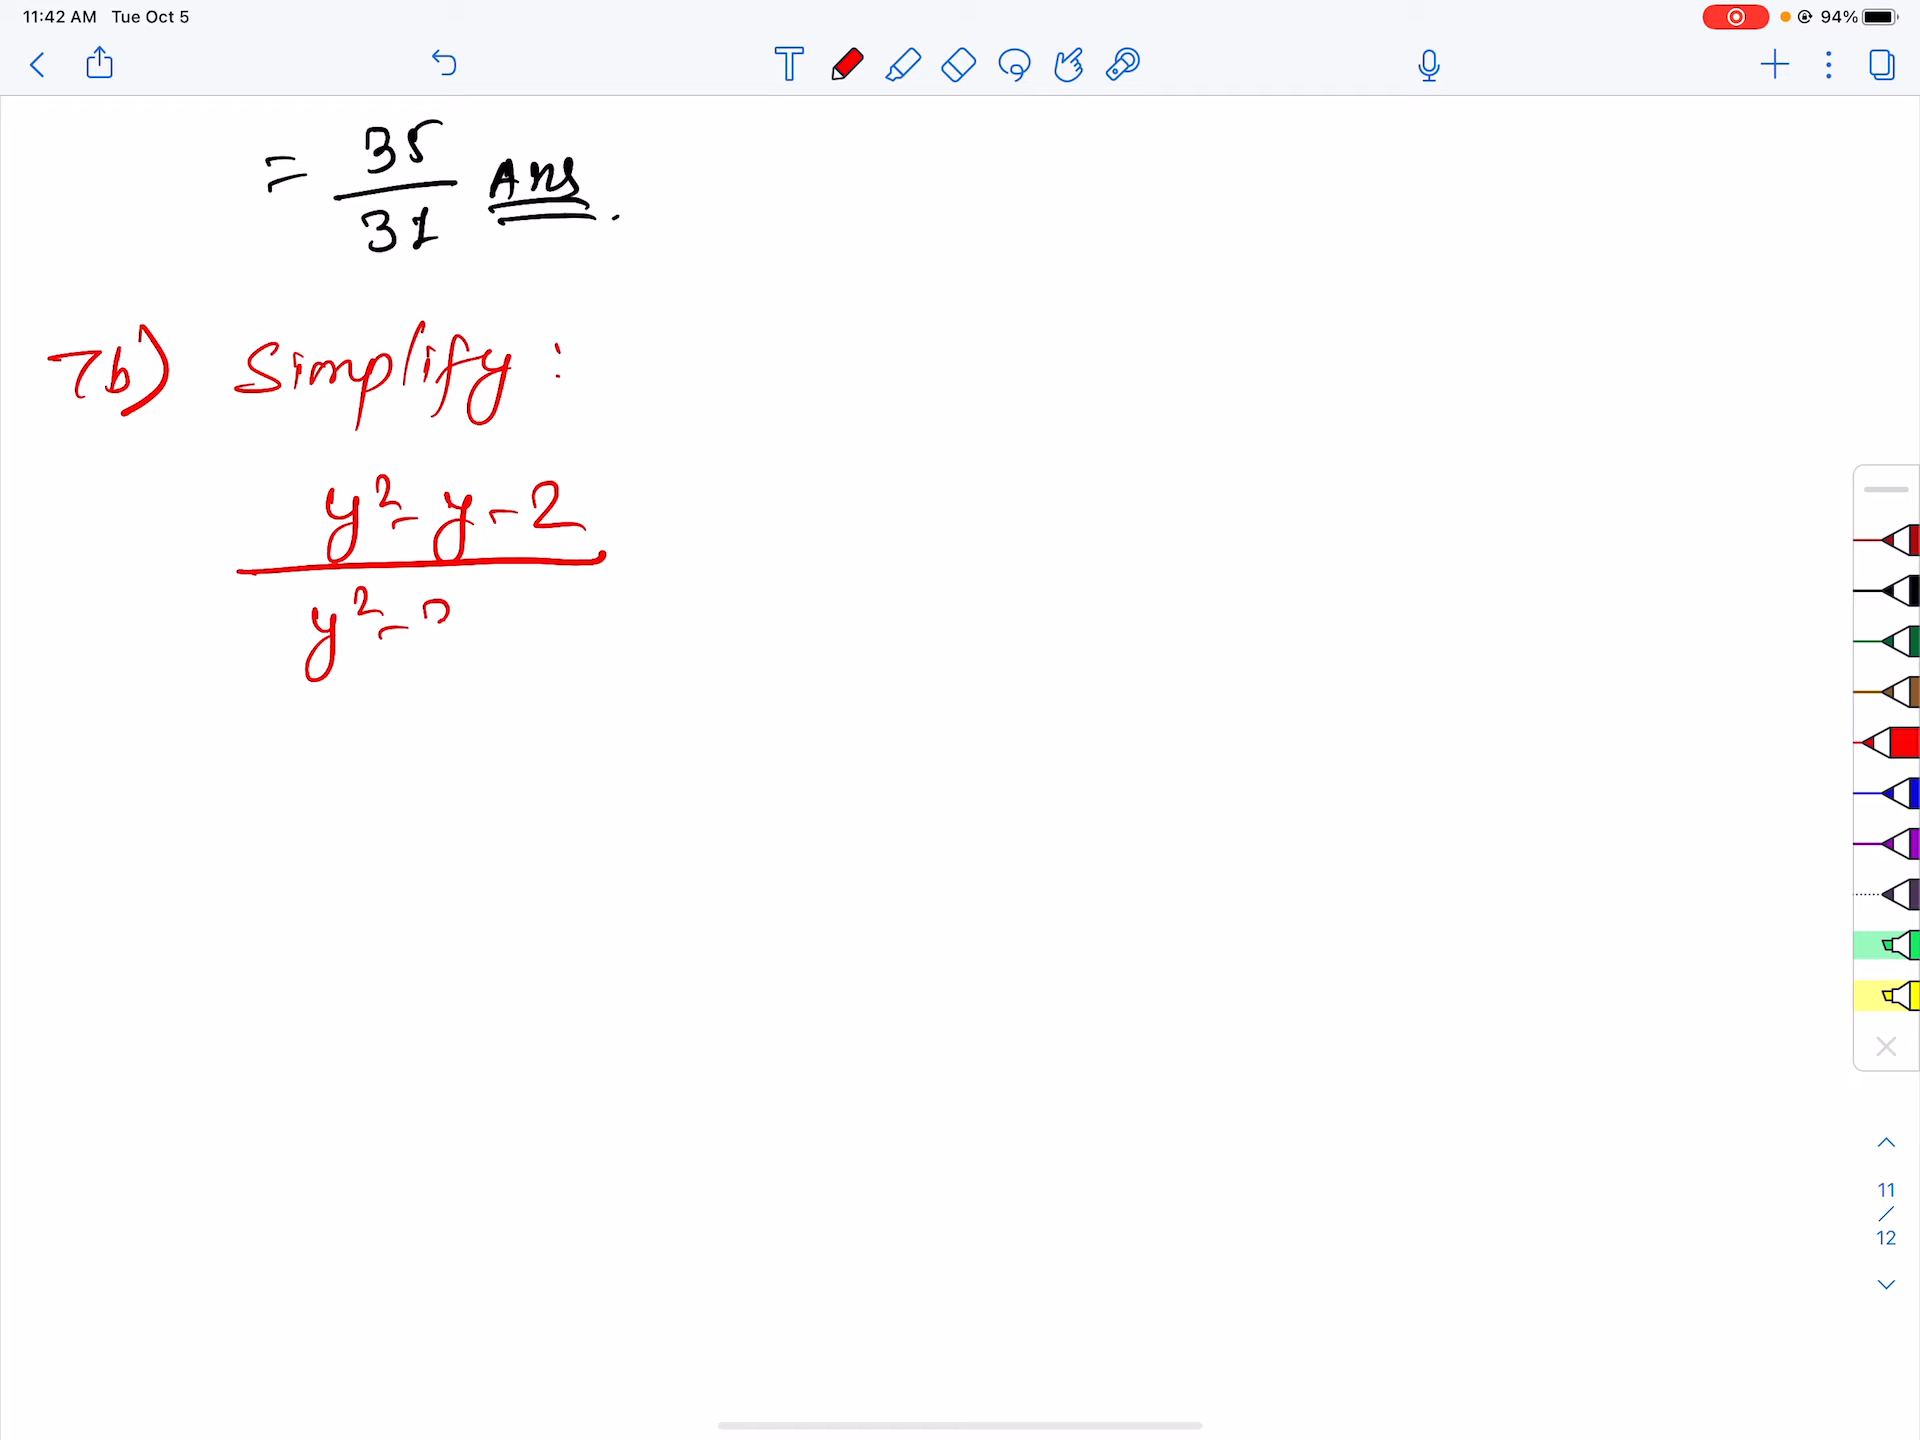 11:42 AM Tue Oct 5
94%
= 35/31 Ans.
7b) Simplify:
y² - y - 2
y² -
11
/
12